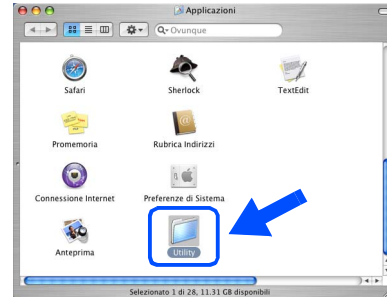 Applicazioni
Q Ovunque
Safari
Sherlock
TextEdit
Promemoria
Rubrica Indirizzi
Connessione Internet
Preferenze di Sistema
Anteprima
Utility
Selezionato 1 di 28, 11.31 GB disponibili